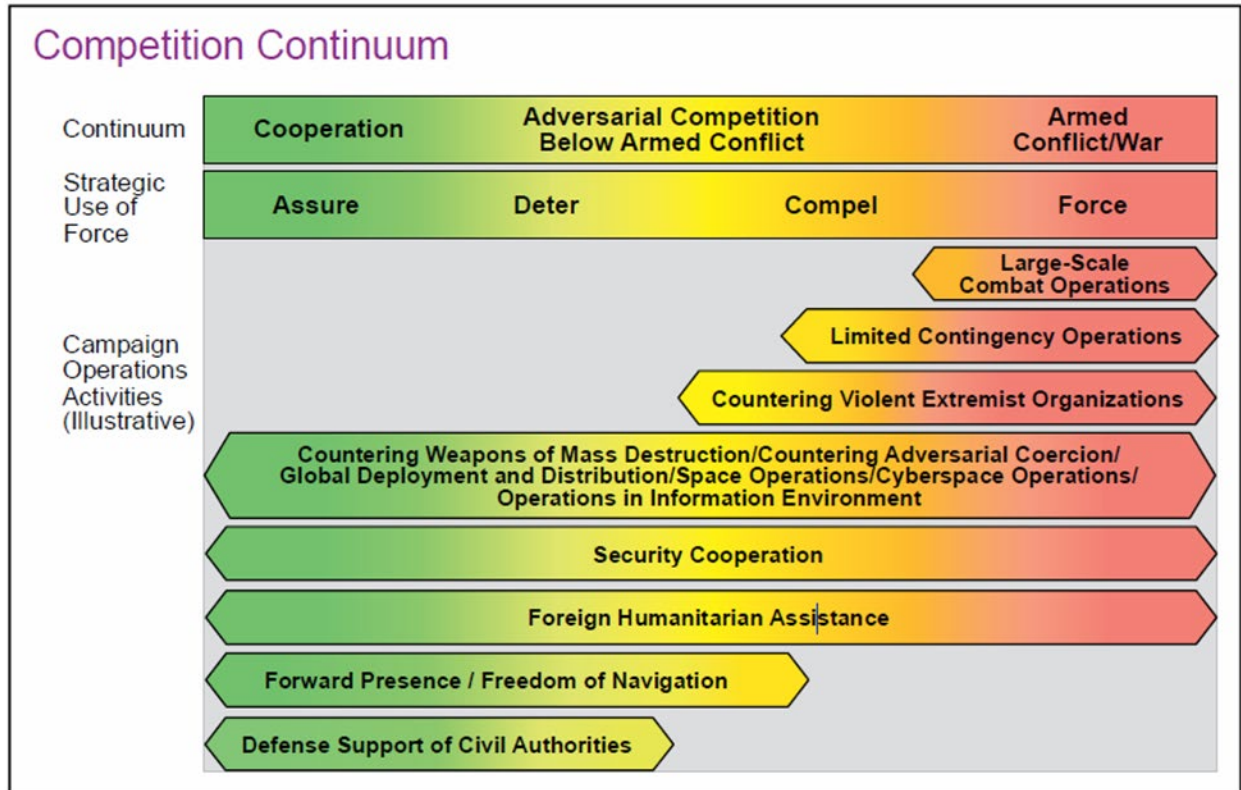 Competition Continuum
Continuum
Cooperation
Adversarial Competition
Below Armed Conflict
Armed
Conflict/War
Strategic
Use of
Force
Assure
Deter
Compel
Force
Campaign
Operations
Activities
(Illustrative)
Large-Scale
Combat Operations
Limited Contingency Operations
Countering Violent Extremist Organizations
Countering Weapons of Mass Destruction/Countering Adversarial Coercion/
Global Deployment and Distribution/Space Operations/Cyberspace Operations/
Operations in Information Environment
Security Cooperation
Foreign Humanitarian Assistance
Forward Presence / Freedom of Navigation
Defense Support of Civil Authorities